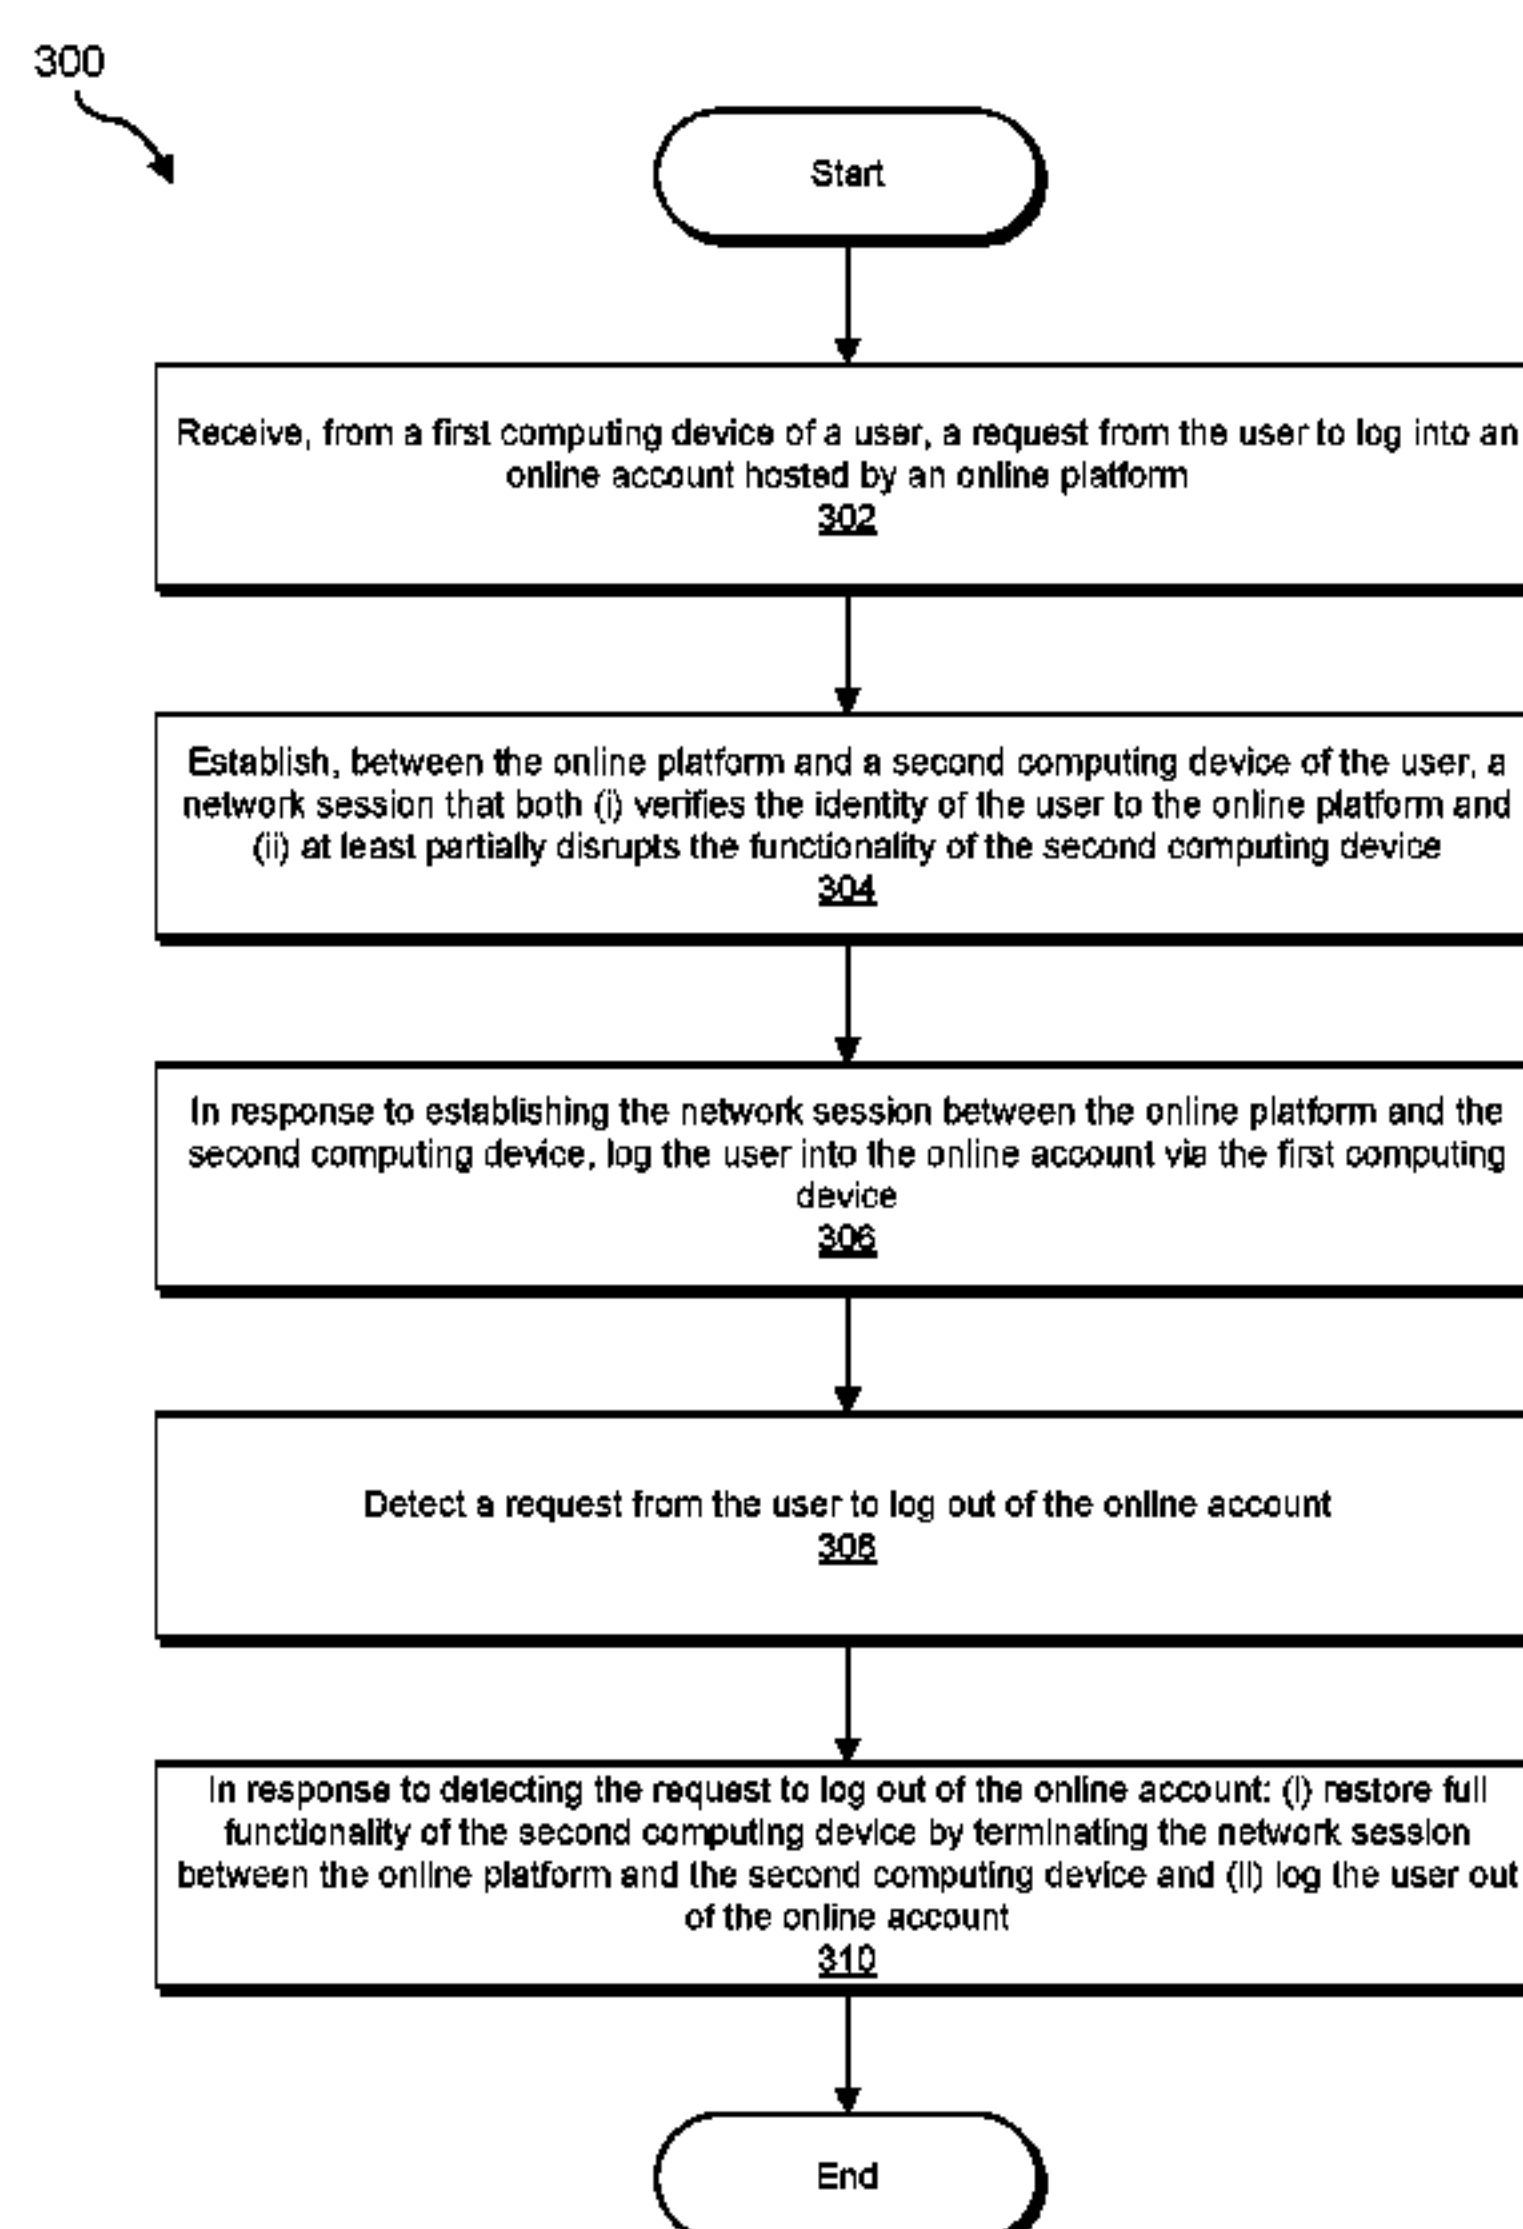 300
Start
Receive, from a first computing device of a user, a request from the user to log into an
online account hosted by an online platform
302
Establish, between the online platform and a second computing device of the user, a
network session that both (i) verifies the identity of the user to the online platform and
(ii) at least partially disrupts the functionality of the second computing device
304
In response to establishing the network session between the online platform and the
second computing device, log the user into the online account via the first computing
device
306
Detect a request from the user to log out of the online account
308
In response to detecting the request to log out of the online account: (i) restore full
functionality of the second computing device by terminating the network session
between the online platform and the second computing device and (ii) log the user out
of the online account
310
End